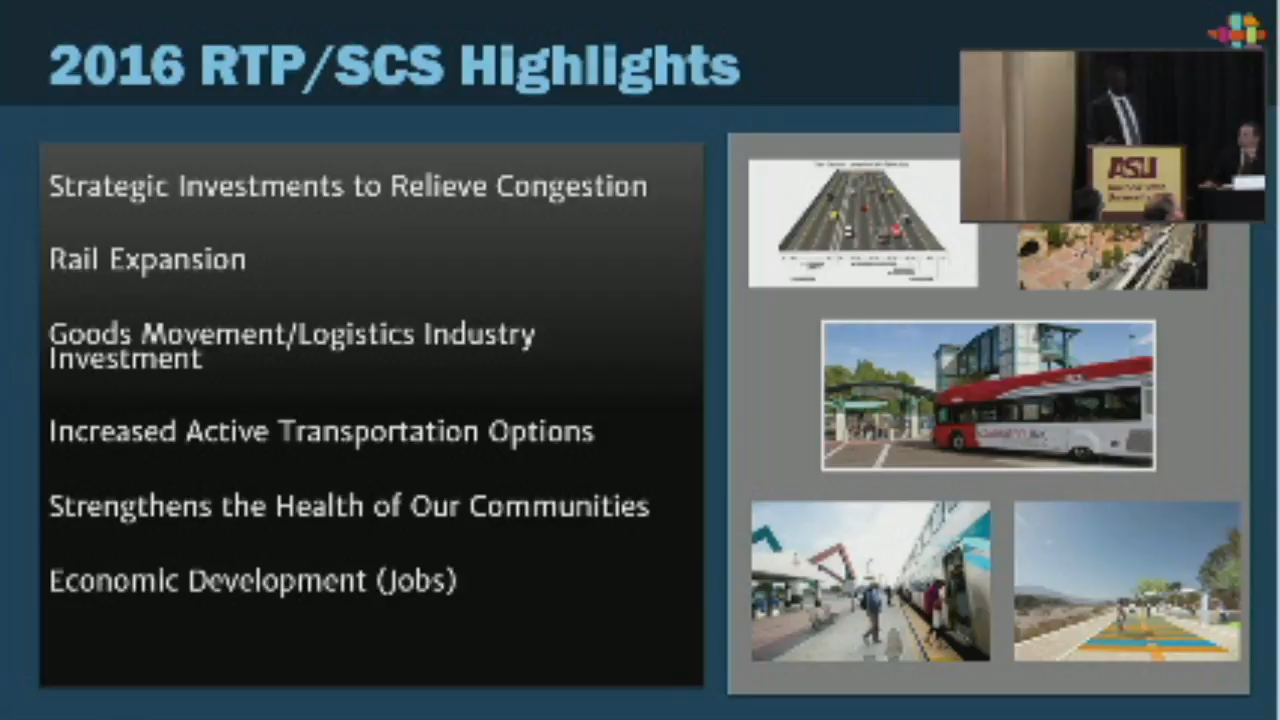 2016 RTP/SCS Highlights
Strategic Investments to Relieve Congestion
Rail Expansion
Goods Movement/Logistics Industry
Investment
Increased Active Transportation Options
Strengthens the Health of Our Communities
Economic Development (Jobs)
ASU